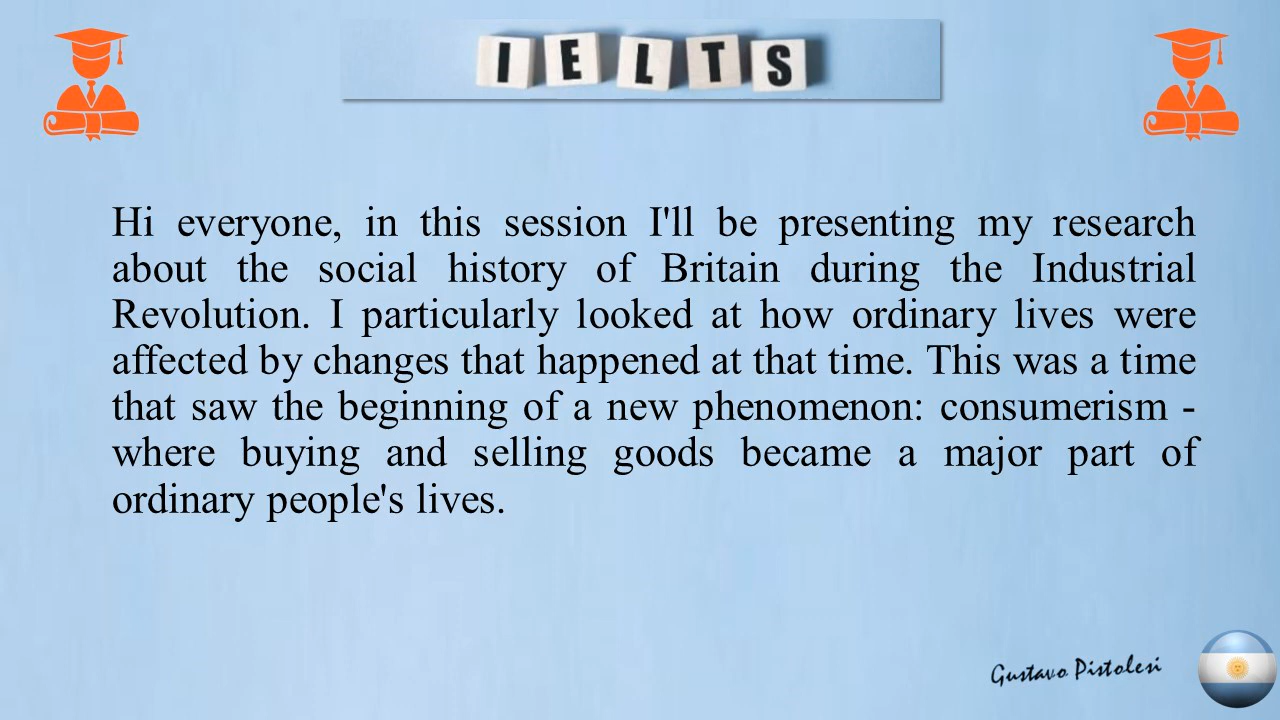 IELTS
Hi everyone, in this session I'll be presenting my research
about the social history of Britain during the Industrial
Revolution. I particularly looked at how ordinary lives were
affected by changes that happened at that time. This was a time
that saw the beginning of a new phenomenon: consumerism -
where buying and selling goods became a major part of
ordinary people's lives.
Gustavo Pistolesi